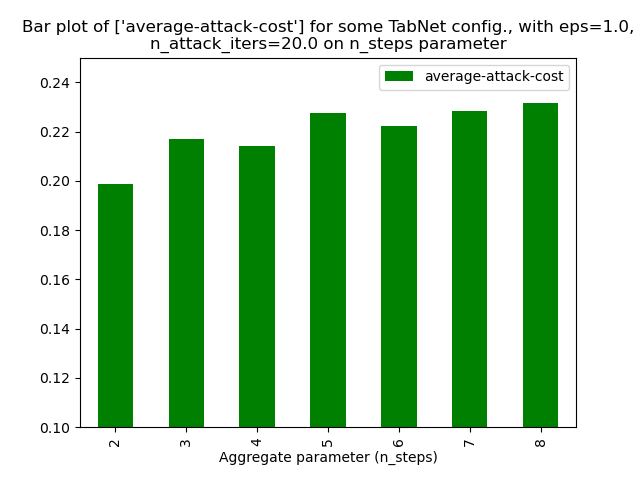 Bar plot of ['average-attack-cost'] for some TabNet config., with eps=1.0,
n_attack_iters=20.0 on n_steps parameter
average-attack-cost
0.24
0.22
0.20
0.18
0.16
0.14
0.12
0.10
2 3 4 5 6 7 8
Aggregate parameter (n_steps)